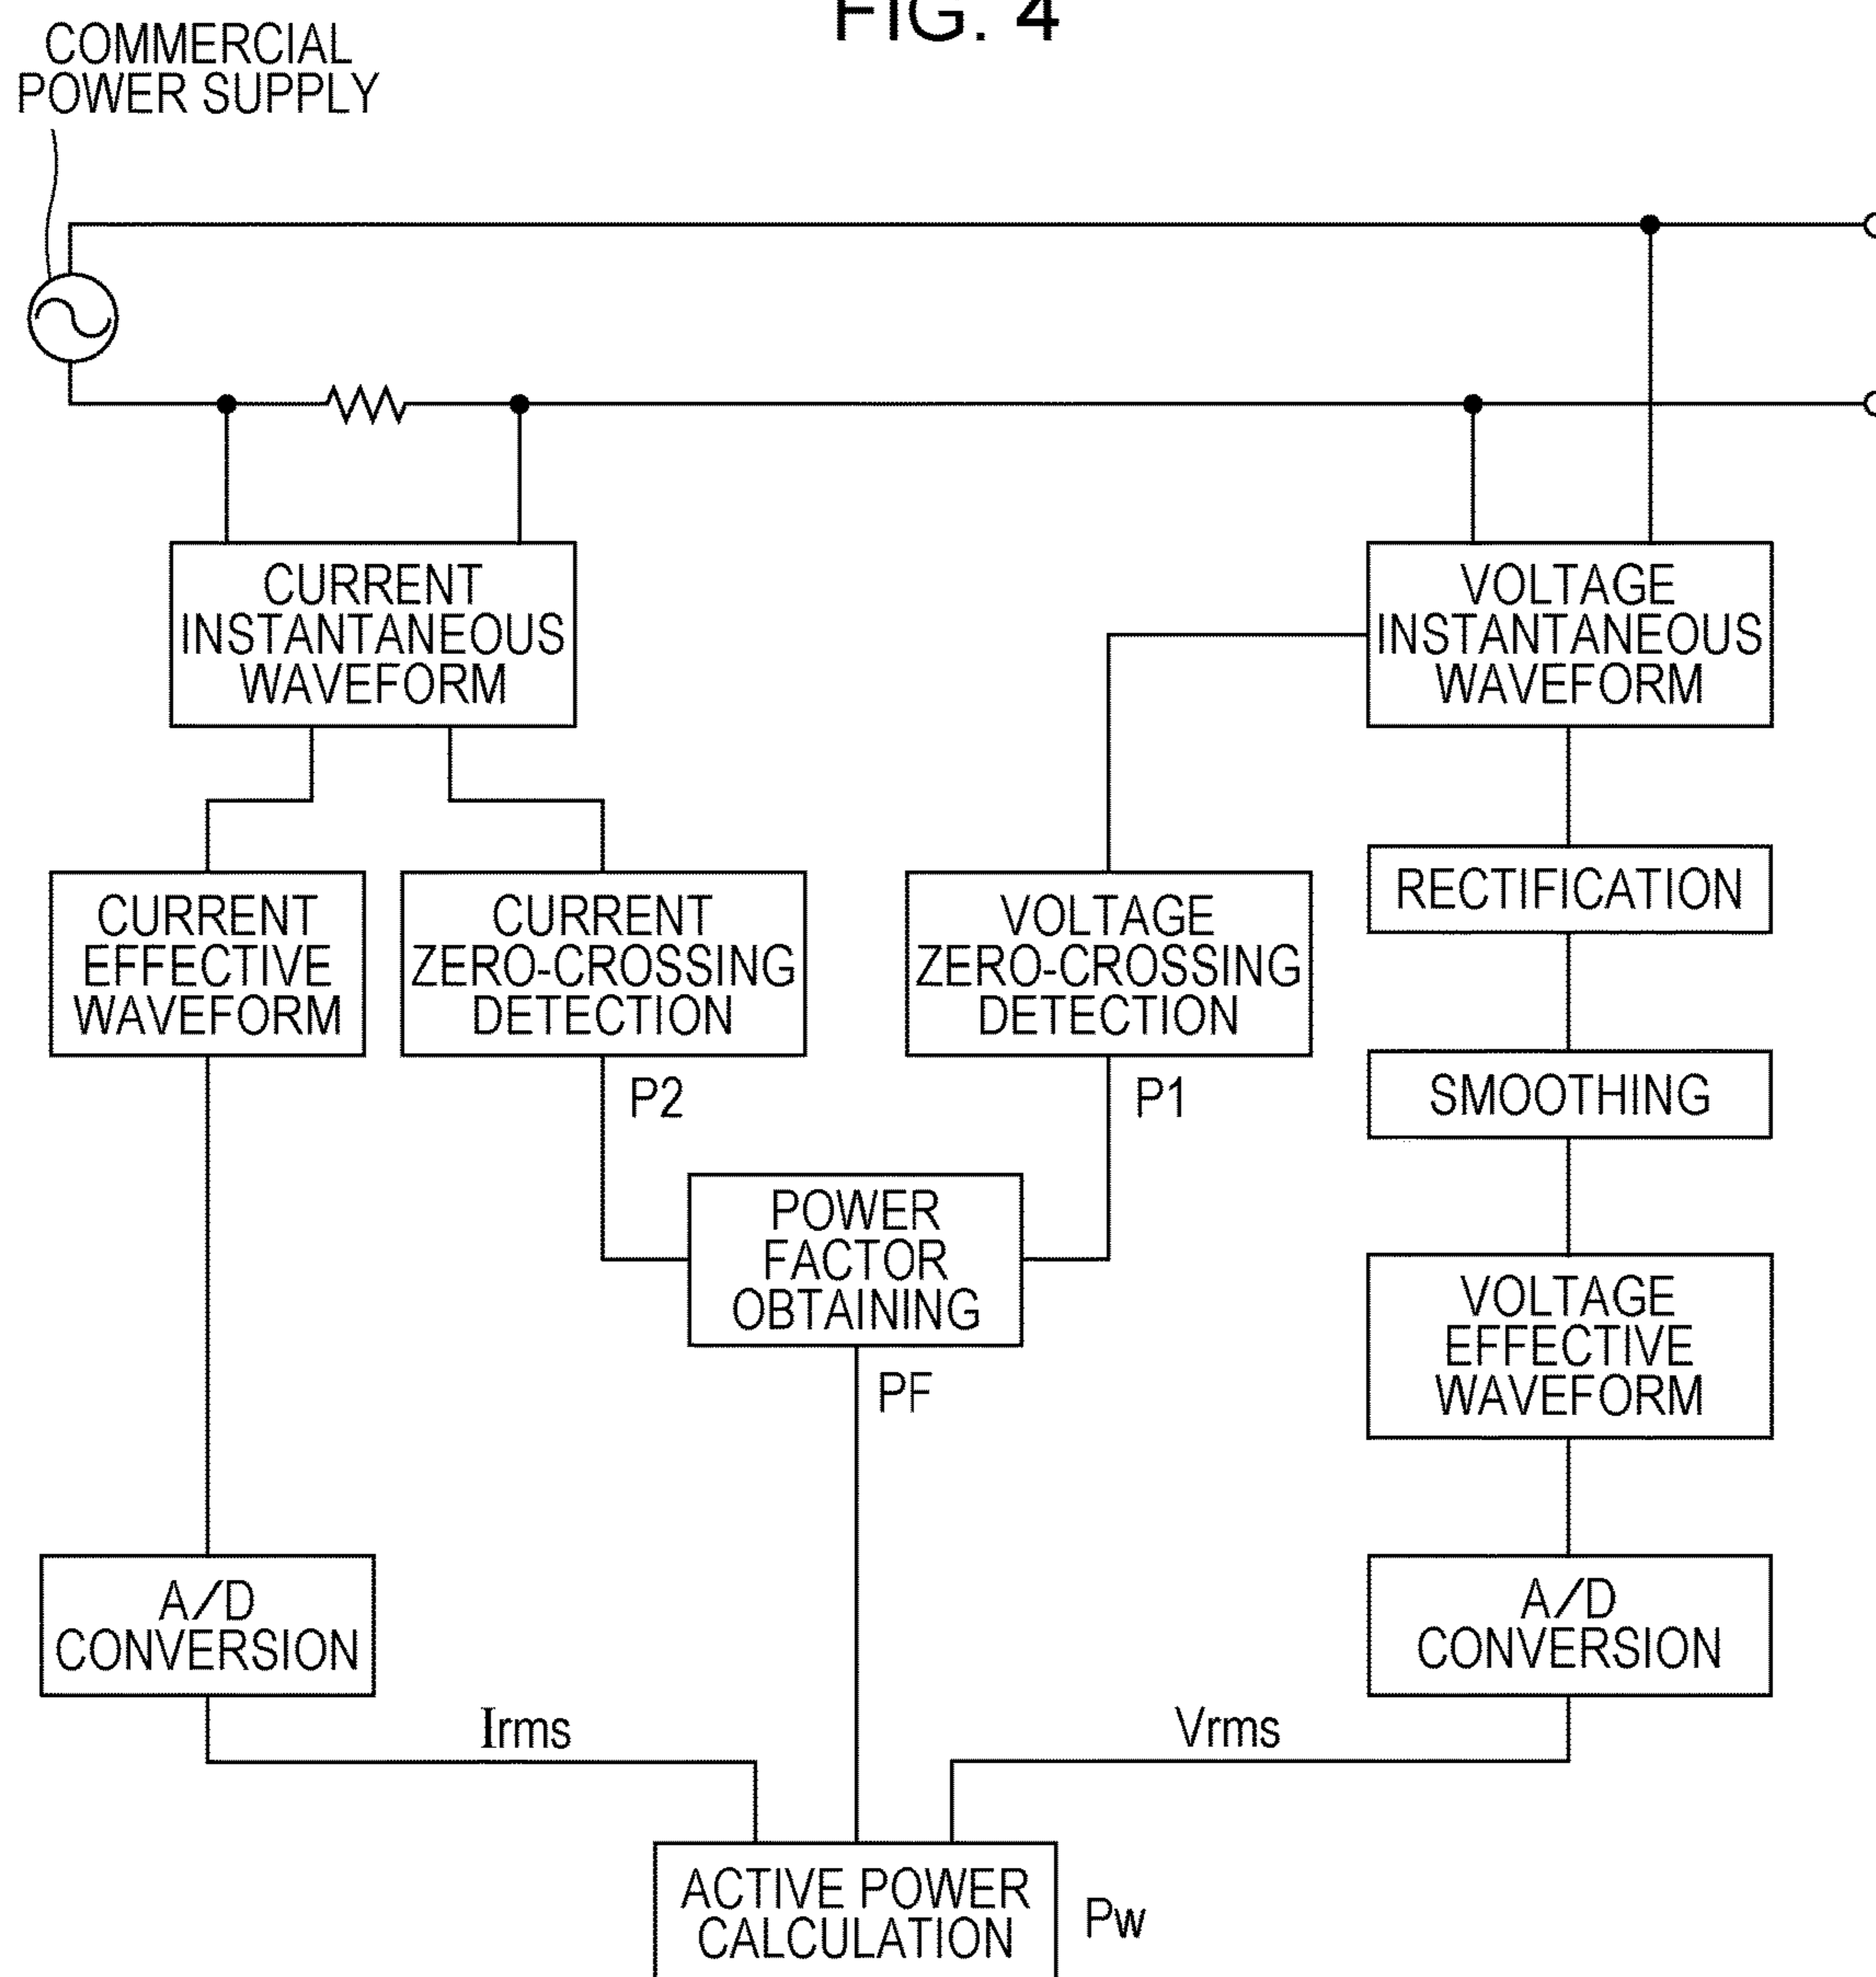 FIG. 4
COMMERCIAL
POWER SUPPLY
CURRENT
INSTANTANEOUS
WAVEFORM
VOLTAGE
INSTANTANEOUS
WAVEFORM
CURRENT
EFFECTIVE
WAVEFORM
CURRENT
ZERO-CROSSING
DETECTION
VOLTAGE
ZERO-CROSSING
DETECTION
RECTIFICATION
SMOOTHING
P2
P1
POWER
FACTOR
OBTAINING
VOLTAGE
EFFECTIVE
WAVEFORM
PF
A/D
CONVERSION
A/D
CONVERSION
Irms
Vrms
ACTIVE POWER
CALCULATION
Pw